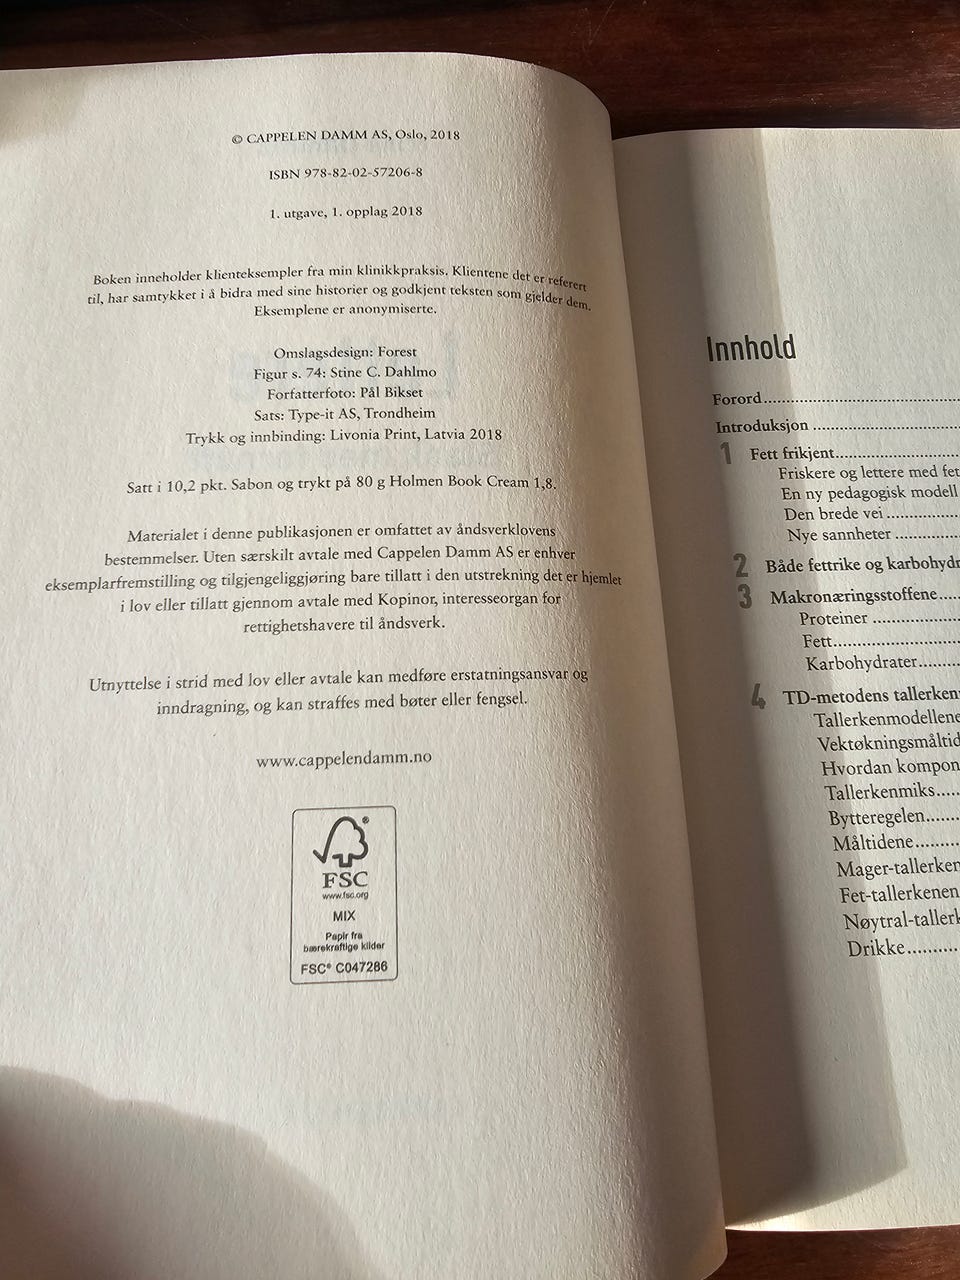 © CAPPELEN DAMM AS, Oslo, 2018
ISBN 978-82-02-57206-8
1. utgave, 1. opplag 2018
Boken inneholder klienteksempler fra min klinikkpraksis. Klientene det er referert
til, har samtykket i å bidra med sine historier og godkjent teksten som gjelder dem.
Eksemplene er anonymiserte.
Omslagsdesign: Forest
Figur s. 74: Stine C. Dahlmo
Forfatterfoto: Pål Bikset
Sats: Type-it AS, Trondheim
Trykk og innbinding: Livonia Print, Latvia 2018
Satt i 10,2 pkt. Sabon og trykt på 80 g Holmen Book Cream 1,8.
Materialet i denne publikasjonen er omfattet av åndsverklovens
bestemmelser. Uten særskilt avtale med Cappelen Damm AS er enhver
eksemplarfremstilling og tilgjengeliggjøring bare tillatt i den utstrekning det er hjemlet
i lov eller tillatt gjennom avtale med Kopinor, interesseorgan for
rettighetshavere til åndsverk.
Utnyttelse i strid med lov eller avtale kan medføre erstatningsansvar og
inndragning, og kan straffes med bøter eller fengsel.
www.cappelendamm.no
®
FSC
www.fsc.org
MIX
Papir fra
bærekraftige kilder
FSC® C047286
Innhold
Forord
Introduksjon
1 Fett frikjent
Friskere og lettere med fet
En ny pedagogisk modell
Den brede vei
Nye sannheter
2 Både fettrike og karbohydr
3 Makronæringsstoffene
Proteiner
Fett
Karbohydrater
4 TD-metodens tallerken
Tallerkenmodellene
Vektøkningsmåltid
Hvordan kompon
Tallerkenmiks
Bytteregelen
Måltidene
Mager-tallerken
Fet-tallerkenen
Nøytral-tallerk
Drikke